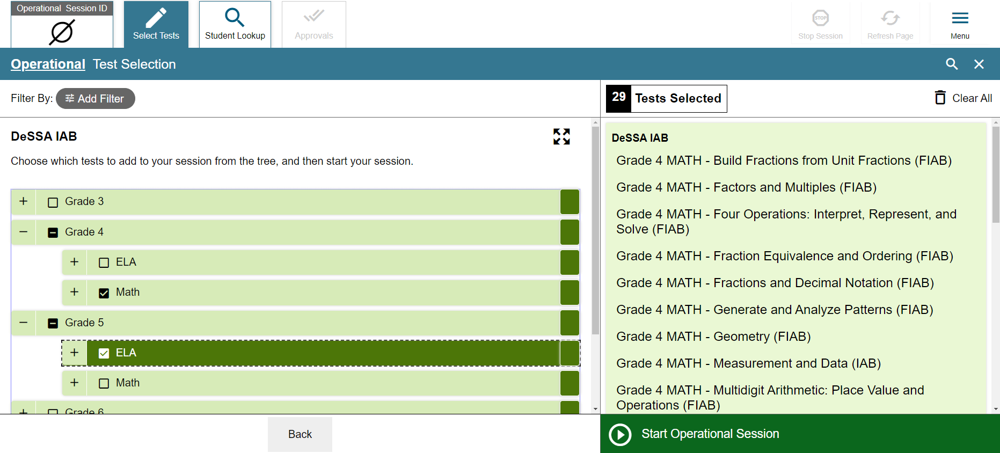 Operational Session ID
Select Tests
Student Lookup
Approvals
STOP
Stop Session
Refresh Page
Menu
Operational Test Selection
Filter By: Add Filter
29 Tests Selected
Clear All
DeSSA IAB
Choose which tests to add to your session from the tree, and then start your session.
Grade 3
Grade 4
ELA
Math
Grade 5
ELA
Math
Grade 6
Back
DeSSA IAB
Grade 4 MATH - Build Fractions from Unit Fractions (FIAB)
Grade 4 MATH - Factors and Multiples (FIAB)
Grade 4 MATH - Four Operations: Interpret, Represent, and
Solve (FIAB)
Grade 4 MATH - Fraction Equivalence and Ordering (FIAB)
Grade 4 MATH - Fractions and Decimal Notation (FIAB)
Grade 4 MATH - Generate and Analyze Patterns (FIAB)
Grade 4 MATH - Geometry (FIAB)
Grade 4 MATH - Measurement and Data (IAB)
Grade 4 MATH - Multidigit Arithmetic: Place Value and
Operations (FIAB)
Start Operational Session